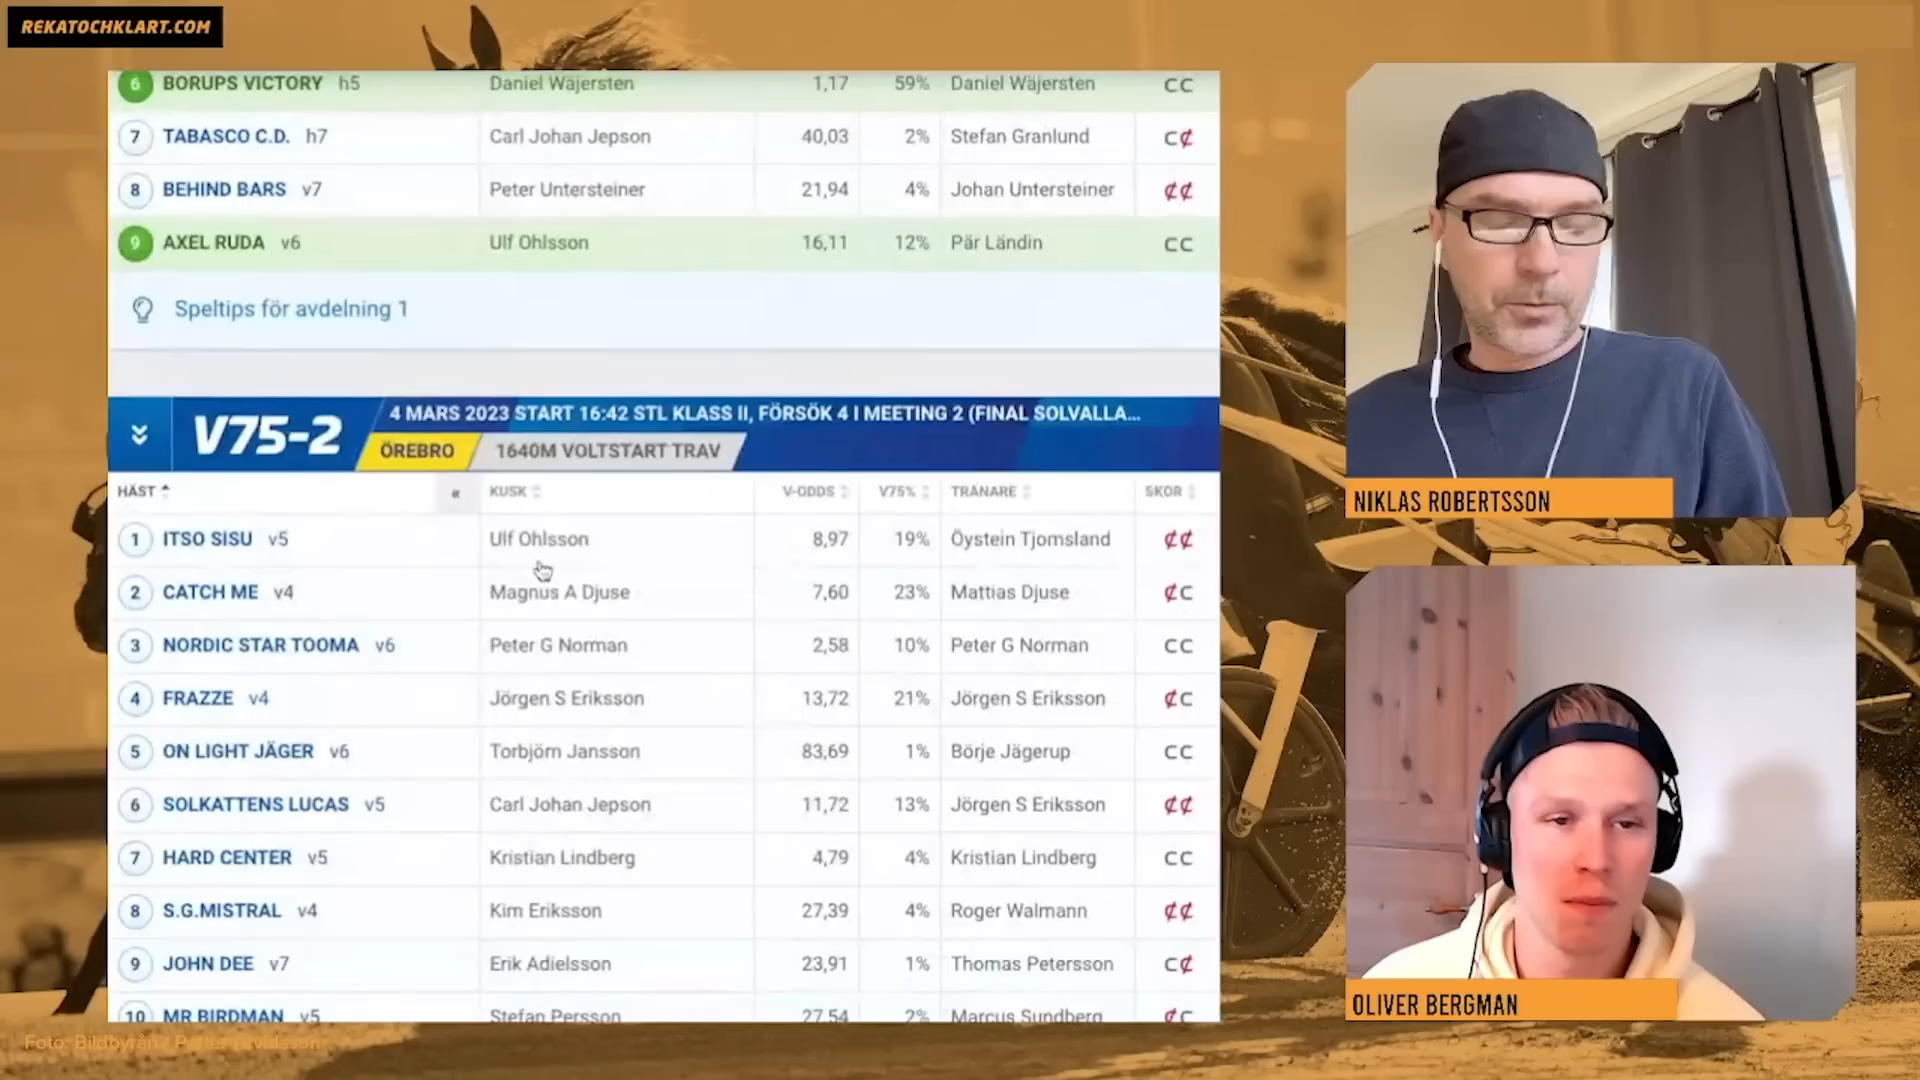 REKATOCHKLART.COM
6 BORUPS VICTORY h5 Daniel Wäjersten 1,17 59% Daniel Wäjersten CC
7 TABASCO C.D. h7 Carl Johan Jepson 40,03 2% Stefan Granlund C₵
8 BEHIND BARS v7 Peter Untersteiner 21,94 4% Johan Untersteiner ₵₵
9 AXEL RUDA v6 Ulf Ohlsson 16,11 12% Pär Ländin CC
Speltips för avdelning 1
V75-2 4 MARS 2023 START 16:42 STL KLASS II, FÖRSÖK 4 I MEETING 2 (FINAL SOLVALLA...
ÖREBRO 1640M VOLTSTART TRAV
HÄST « KUSK V-ODDS V75% TRÄNARE SKOR
1 ITSO SISU v5 Ulf Ohlsson 8,97 19% Öystein Tjomsland ₵₵
2 CATCH ME v4 Magnus A Djuse 7,60 23% Mattias Djuse ₵C
3 NORDIC STAR TOOMA v6 Peter G Norman 2,58 10% Peter G Norman CC
4 FRAZZE v4 Jörgen S Eriksson 13,72 21% Jörgen S Eriksson ₵C
5 ON LIGHT JÄGER v6 Torbjörn Jansson 83,69 1% Börje Jägerup CC
6 SOLKATTENS LUCAS v5 Carl Johan Jepson 11,72 13% Jörgen S Eriksson ₵₵
7 HARD CENTER v5 Kristian Lindberg 4,79 4% Kristian Lindberg CC
8 S.G.MISTRAL v4 Kim Eriksson 27,39 4% Roger Walmann ₵₵
9 JOHN DEE v7 Erik Adielsson 23,91 1% Thomas Petersson C₵
10 MR BIRDMAN v5 Stefan Persson 27,54 2% Marcus Sundberg ₵C
NIKLAS ROBERTSSON
OLIVER BERGMAN
Foto: Bildbyrån /